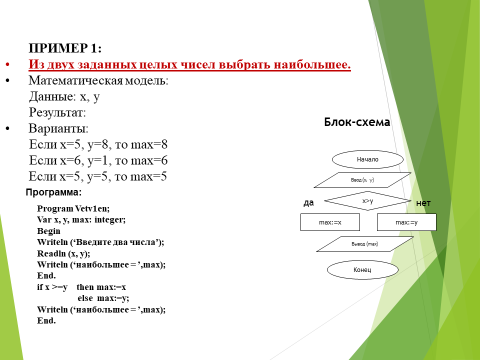 ПРИМЕР 1:
• Из двух заданных целых чисел выбрать наибольшее.
• Математическая модель:
Данные: x, y
Результат:
• Варианты:
Если x=5, y=8, то max=8
Если x=6, y=1, то max=6
Если x=5, y=5, то max=5
Программа:
Program Vetv1en;
Var x, y, max: integer;
Begin
Writeln (‘Введите два числа’);
Readln (x, y);
Writeln (‘наибольшее = ’,max);
End.
if x >=y then max:=x
else max:=y;
Writeln (‘наибольшее = ’,max);
End.
Блок-схема
Начало
Ввод (x, y)
да
x>y
нет
max:=x
max:=y
Вывод (max)
Конец